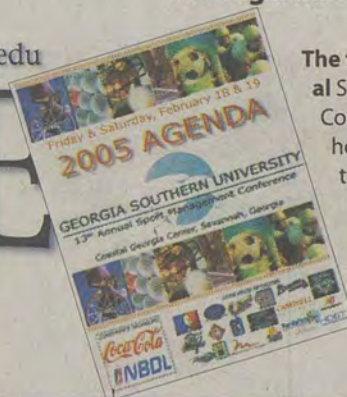 edu
E
Friday & Saturday, February 18 & 19
2005 AGENDA
GEORGIA SOUTHERN UNIVERSITY
13th Annual Sport Management Conference
Coastal Georgia Center, Savannah, Georgia
Coca-Cola
NBDL
The
al S
Co
he
t